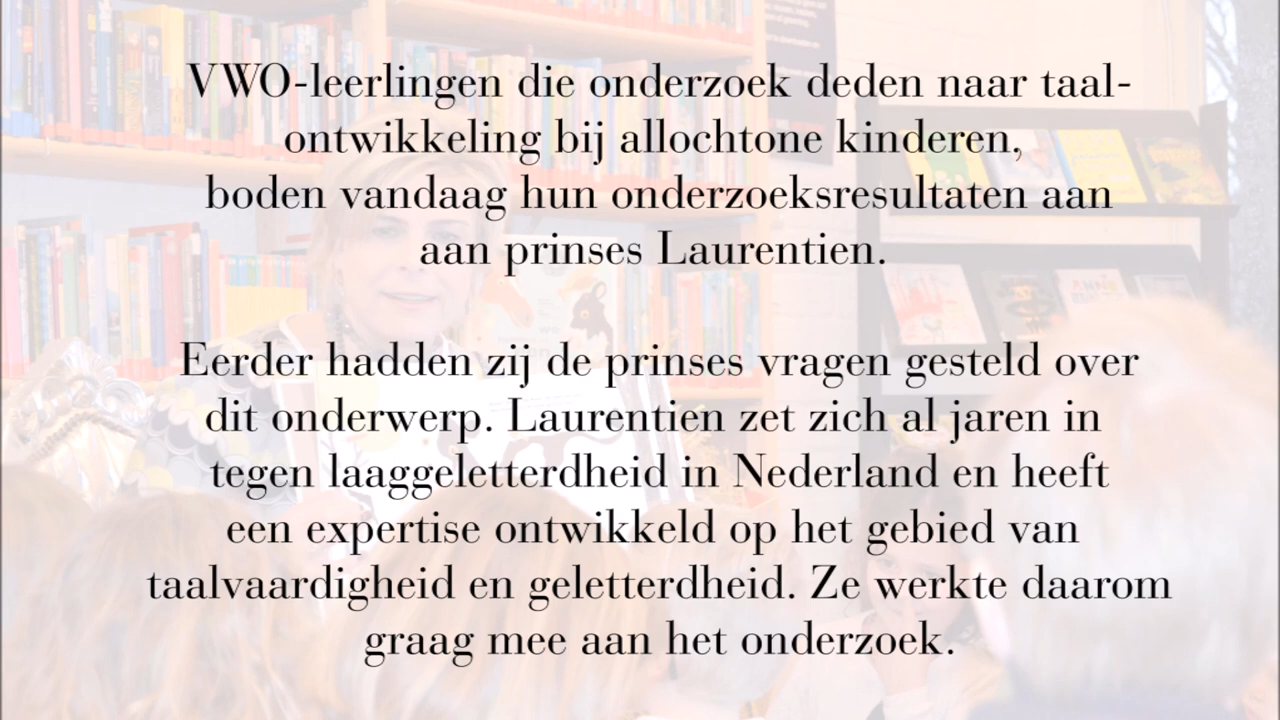 VWO-leerlingen die onderzoek deden naar taal-
ontwikkeling bij allochtone kinderen,
boden vandaag hun onderzoeksresultaten aan
aan prinses Laurentien.
Eerder hadden zij de prinses vragen gesteld over
dit onderwerp. Laurentien zet zich al jaren in
tegen laaggeletterdheid in Nederland en heeft
een expertise ontwikkeld op het gebied van
taalvaardigheid en geletterdheid. Ze werkte daarom
graag mee aan het onderzoek.